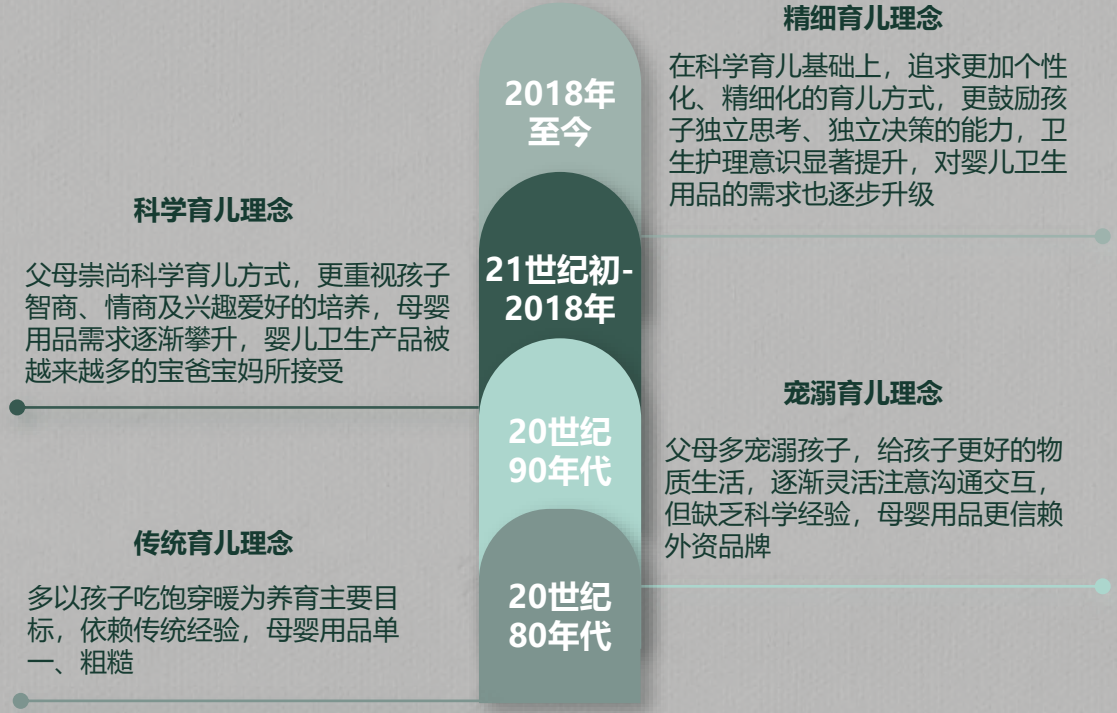 2018年
至今
精细育儿理念
在科学育儿基础上，追求更加个性
化、精细化的育儿方式，更鼓励孩
子独立思考、独立决策的能力，卫
生护理意识显著提升，对婴儿卫生
用品的需求也逐步升级
21世纪初-
2018年
科学育儿理念
父母崇尚科学育儿方式，更重视孩子
智商、情商及兴趣爱好的培养，母婴
用品需求逐渐攀升，婴儿卫生产品被
越来越多的宝爸宝妈所接受
20世纪
90年代
宠溺育儿理念
父母多宠溺孩子，给孩子更好的物
质生活，逐渐灵活注意沟通交互，
但缺乏科学经验，母婴用品更信赖
外资品牌
20世纪
80年代
传统育儿理念
多以孩子吃饱穿暖为养育主要目
标，依赖传统经验，母婴用品单
一、粗糙